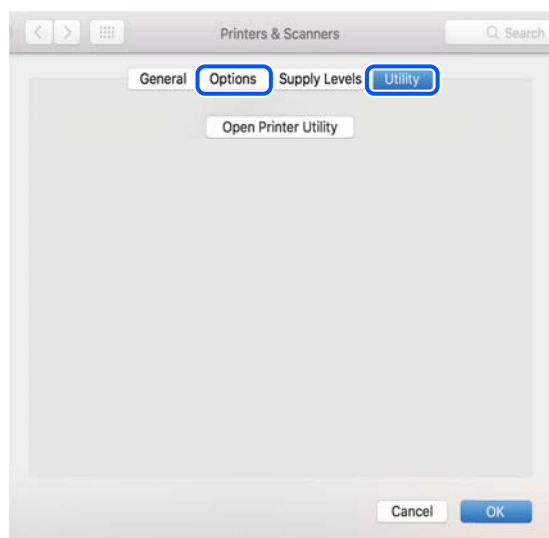 Printers & Scanners Search
General Options Supply Levels Utility
Open Printer Utility
Cancel OK